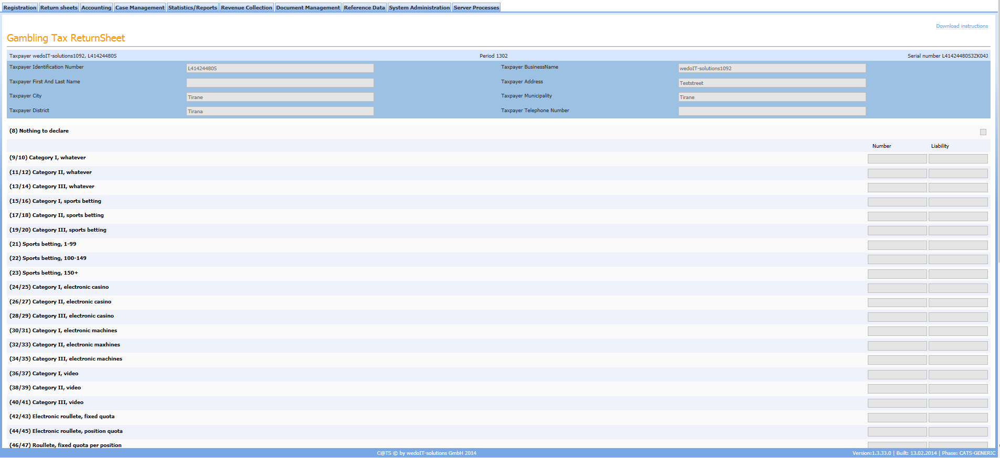 Registration Return sheets Accounting Case Management Statistics/Reports Revenue Collection Document Management Reference Data System Administration Server Processes
Download instructions
Gambling Tax ReturnSheet
Taxpayer wedoIT-solutions1092, L41424480S Period 1302 Serial number L41424480S3ZK04J
Taxpayer Identification Number L41424480S Taxpayer BusinessName wedoIT-solutions1092
Taxpayer First And Last Name Taxpayer Address Teststreet
Taxpayer City Tirane Taxpayer Municipality Tirane
Taxpayer District Tirana Taxpayer Telephone Number
(8) Nothing to declare
Number Liability
(9/10) Category I, whatever
(11/12) Category II, whatever
(13/14) Category III, whatever
(15/16) Category I, sports betting
(17/18) Category II, sports betting
(19/20) Category III, sports betting
(21) Sports betting, 1-99
(22) Sports betting, 100-149
(23) Sports betting, 150+
(24/25) Category I, electronic casino
(26/27) Category II, electronic casino
(28/29) Category III, electronic casino
(30/31) Category I, electronic machines
(32/33) Category II, electronic maxhines
(34/35) Category III, electronic machines
(36/37) Category I, video
(38/39) Category II, video
(40/41) Category III, video
(42/43) Electronic roullete, fixed quota
(44/45) Electronic roullete, position quota
(46/47) Roullete, fixed quota per position
C@TS © by wedoIT-solutions GmbH 2014 Version:1.3.33.0 | Built: 13.02.2014 | Phase: CATS-GENERIC